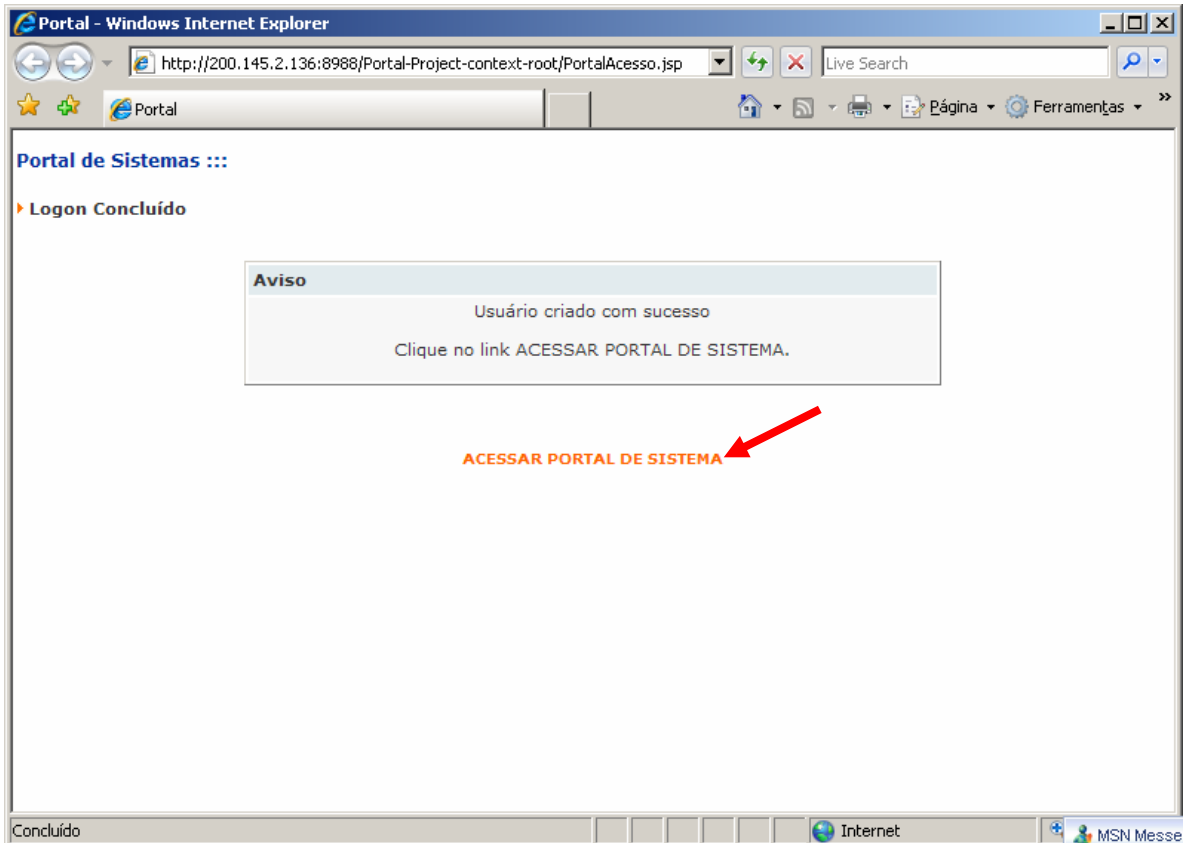 Portal - Windows Internet Explorer
http://200.145.2.136:8988/Portal-Project-context-root/PortalAcesso.jsp
Live Search
Portal
Página
Ferramentas
»
Portal de Sistemas :::
Logon Concluído
Aviso
Usuário criado com sucesso
Clique no link ACESSAR PORTAL DE SISTEMA.
ACESSAR PORTAL DE SISTEMA
Concluído
Internet
MSN Messe